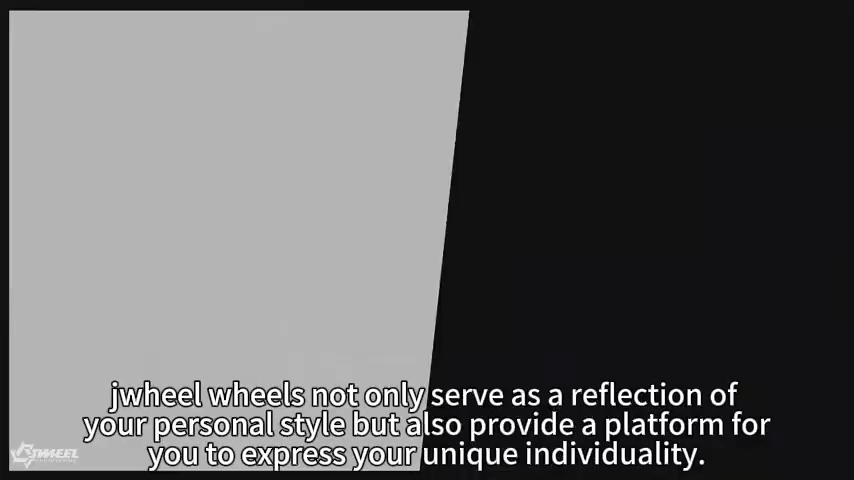 jwheel wheels not only serve as a reflection of
your personal style but also provide a platform for
you to express your unique individuality.
JWHEEL